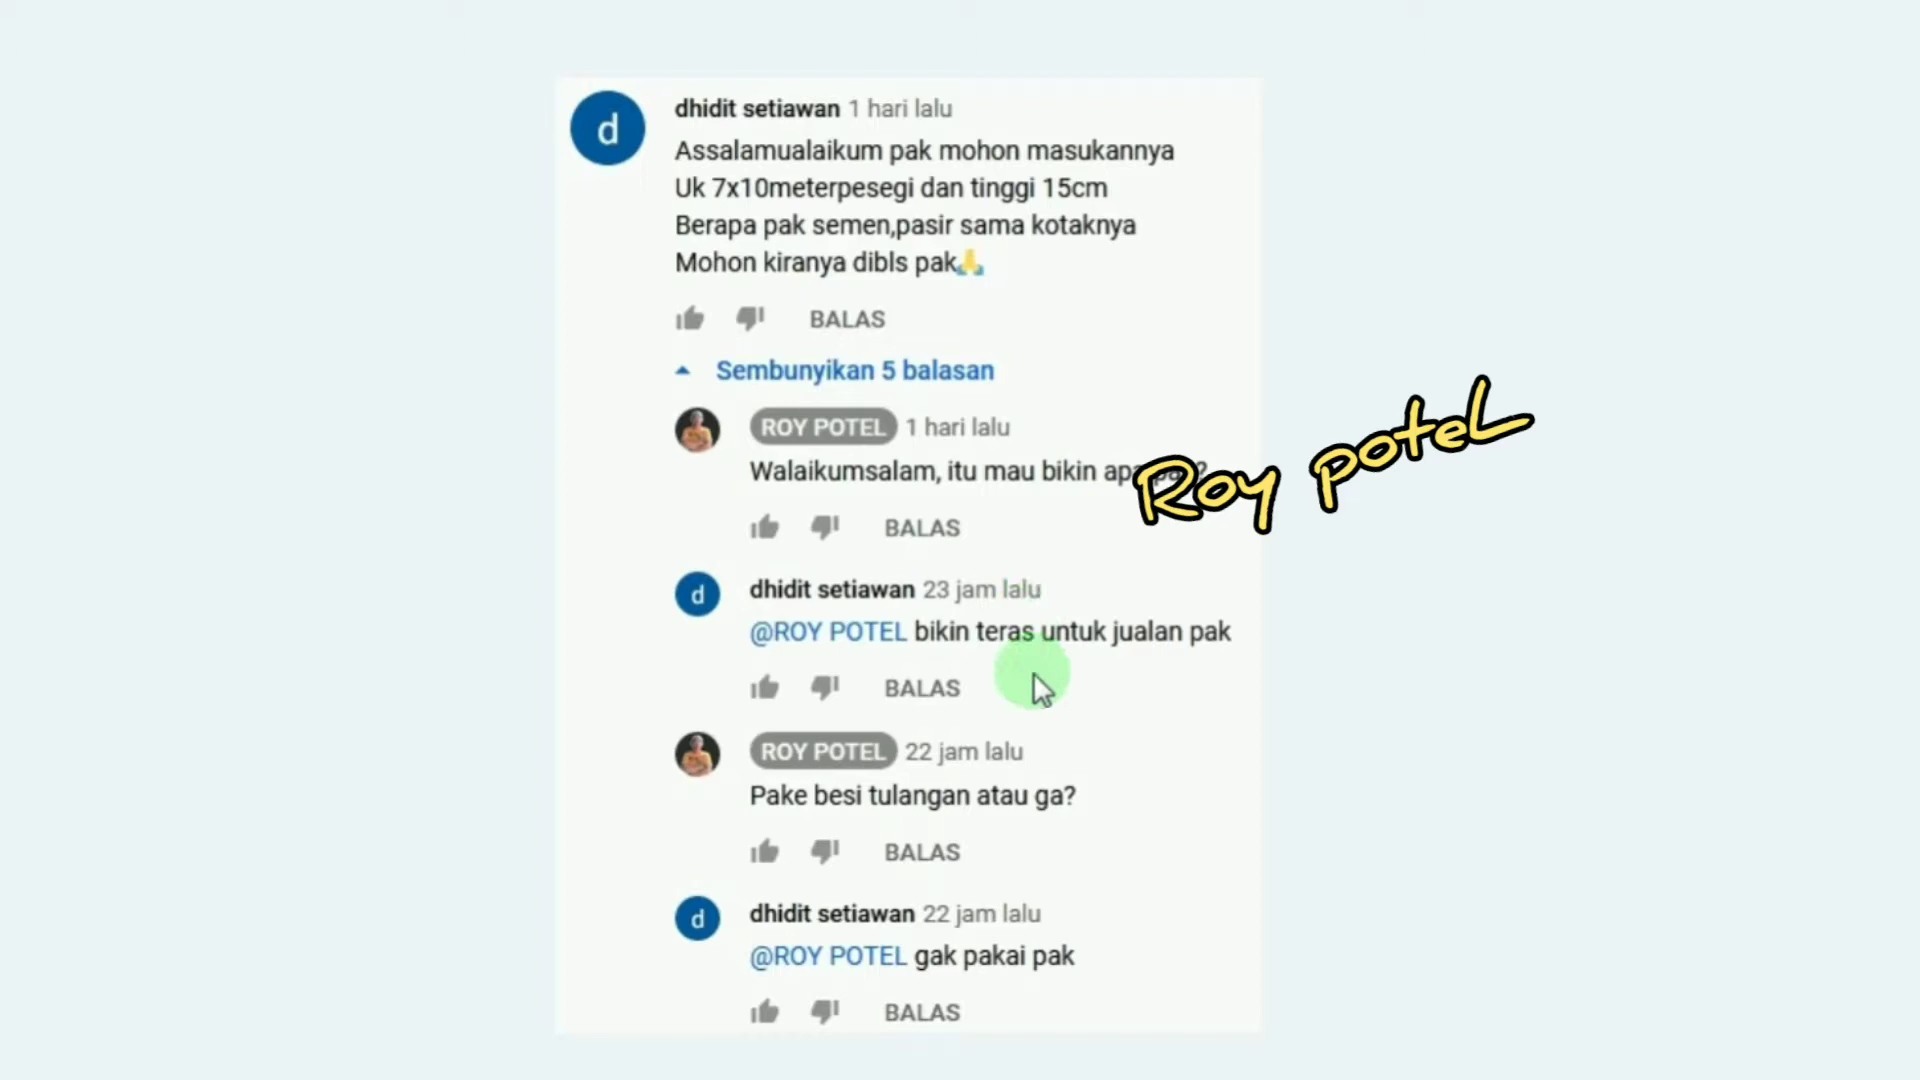 d
dhidit setiawan 1 hari lalu
Assalamualaikum pak mohon masukannya
Uk 7x10meterpesegi dan tinggi 15cm
Berapa pak semen,pasir sama kotaknya
Mohon kiranya dibls pak🙏
BALAS
Sembunyikan 5 balasan
ROY POTEL 1 hari lalu
Walaikumsalam, itu mau bikin
Roy poteL
BALAS
d
dhidit setiawan 23 jam lalu
@ROY POTEL bikin teras untuk jualan pak
BALAS
ROY POTEL 22 jam lalu
Pake besi tulangan atau ga?
BALAS
d
dhidit setiawan 22 jam lalu
@ROY POTEL gak pakai pak
BALAS